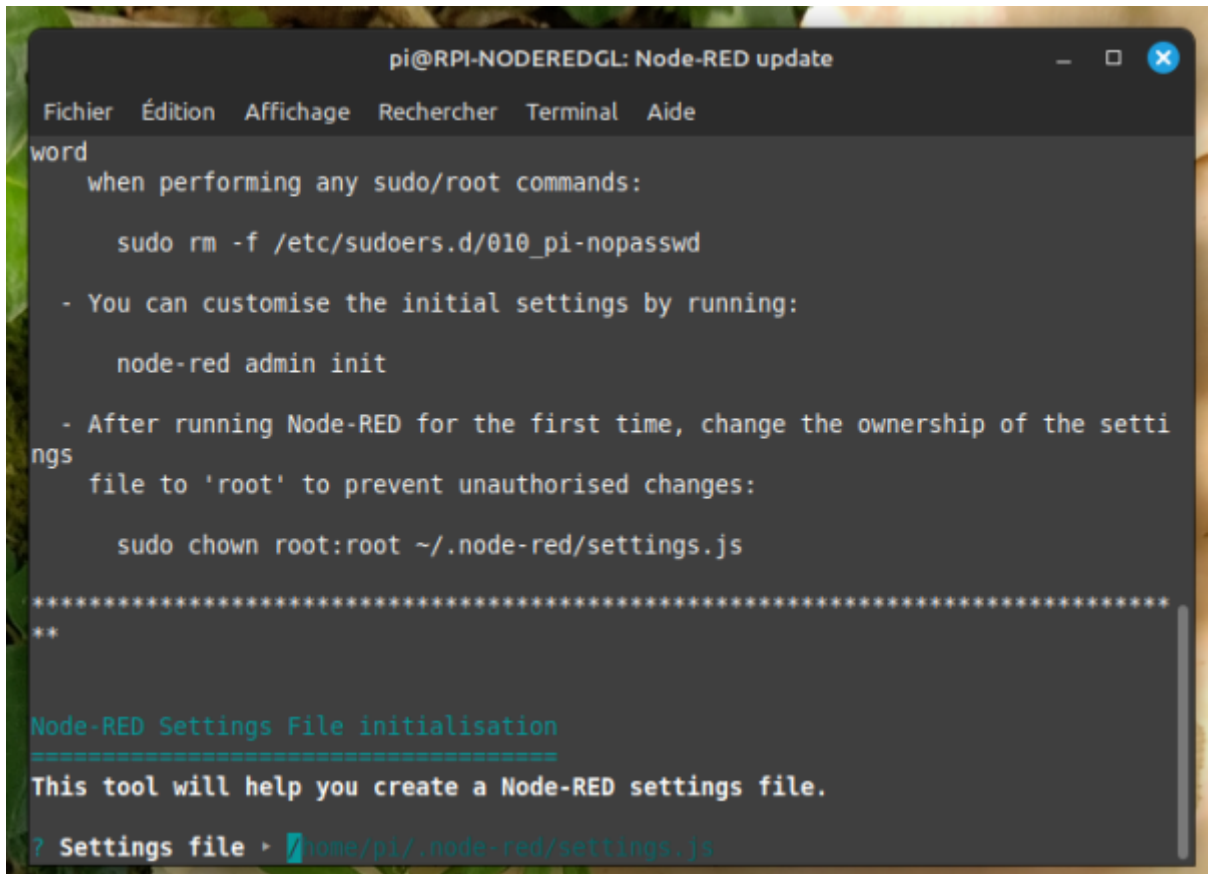 pi@RPI-NODEREDGL: Node-RED update
Fichier Édition Affichage Rechercher Terminal Aide
word
when performing any sudo/root commands:
sudo rm -f /etc/sudoers.d/010_pi-nopasswd
- You can customise the initial settings by running:
node-red admin init
- After running Node-RED for the first time, change the ownership of the setti
ngs
file to 'root' to prevent unauthorised changes:
sudo chown root:root ~/.node-red/settings.js
********************************************************************************
**
Node-RED Settings File initialisation
=====================================
This tool will help you create a Node-RED settings file.
? Settings file ‣ /home/pi/.node-red/settings.js